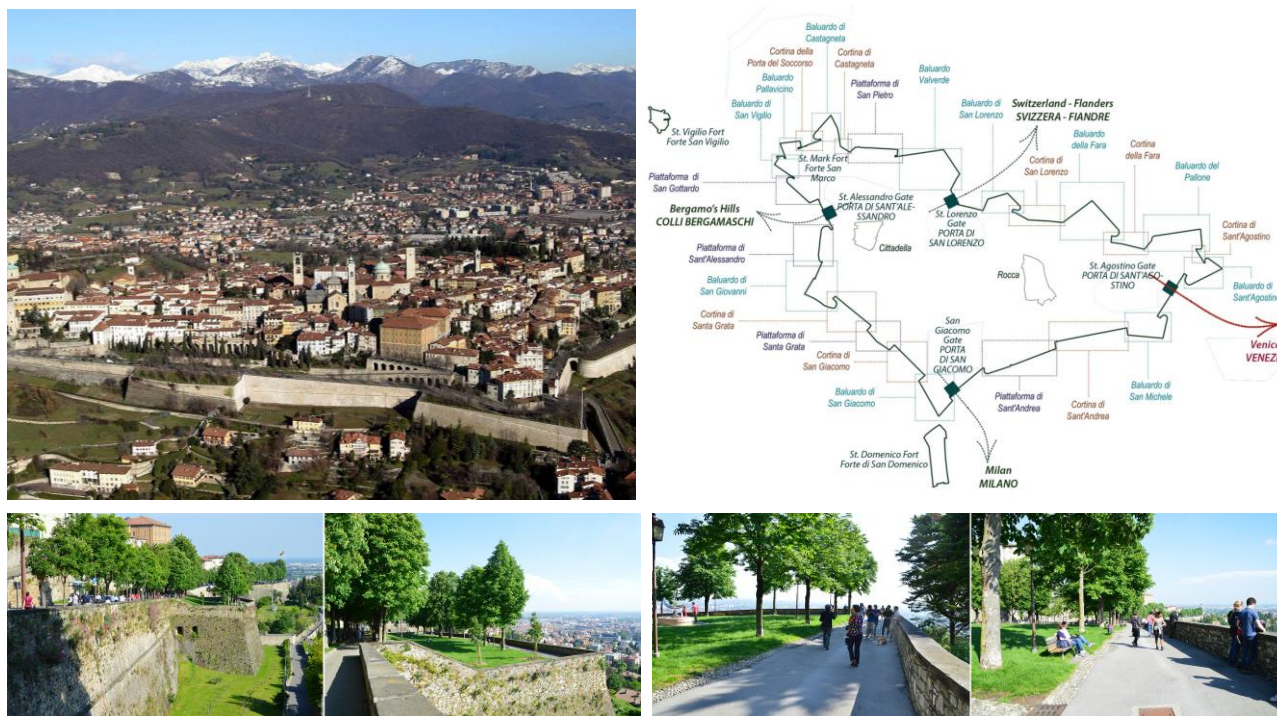 Baluardo di
Castagneta
Cortina della
Porta del Soccorso
Cortina di
Castagneta
Baluardo
Pallavicino
Piattaforma di
San Pietro
Baluardo
Valverde
Baluardo di
San Vigilio
Baluardo di
San Lorenzo
Switzerland - Flanders
SVIZZERA - FIANDRE
St. Vigilio Fort
Forte San Vigilio
Baluardo
della Fara
Cortina
della Fara
St. Mark Fort
Forte San
Marco
Cortina di
San Lorenzo
Baluardo del
Pallone
Piattaforma di
San Gottardo
St. Alessandro Gate
PORTA DI SANT'ALE-
SSANDRO
Bergamo's Hills
COLLI BERGAMASCHI
St. Lorenzo
Gate
PORTA DI
SAN LORENZO
Cortina di
Sant'Agostino
Cittadella
Piattaforma di
Sant'Alessandro
Rocca
St. Agostino Gate
PORTA DI SANT'AGO-
STINO
Baluardo di
San Giovanni
Baluardo di
Sant'Agostino
Cortina di
Santa Grata
San
Giacomo
Gate
PORTA
DI SAN
GIACOMO
Piattaforma di
Santa Grata
Venice
VENEZI
Cortina di
San Giacomo
Baluardo di
San Giacomo
Piattaforma di
Sant'Andrea
Cortina di
Sant'Andrea
Baluardo di
San Michele
St. Domenico Fort
Forte di San Domenico
Milan
MILANO